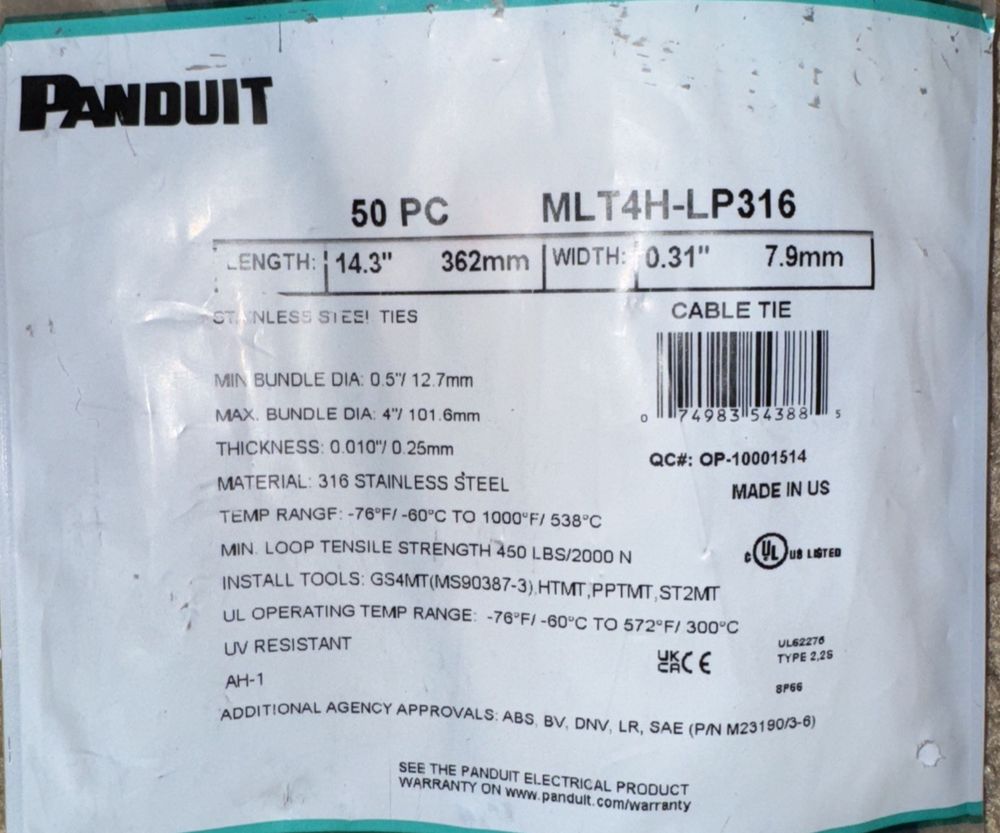 PANDUIT
50 PC MLT4H-LP316
LENGTH: 14.3" 362mm WIDTH: 0.31" 7.9mm
STAINLESS STEEL TIES
CABLE TIE
MIN BUNDLE DIA: 0.5"/ 12.7mm
MAX. BUNDLE DIA: 4"/ 101.6mm
0 74983 54388 5
THICKNESS: 0.010"/ 0.25mm
QC#: OP-10001514
MATERIAL: 316 STAINLESS STEEL
MADE IN US
TEMP RANGE: -76°F/ -60°C TO 1000°F/ 538°C
MIN. LOOP TENSILE STRENGTH 450 LBS/2000 N
c UL US LISTED
INSTALL TOOLS: GS4MT(MS90387-3),HTMT,PPTMT,ST2MT
UL OPERATING TEMP RANGE: -76°F/ -60°C TO 572°F/ 300°C
UV RESISTANT
UK CA CE
UL62276
TYPE 2,2S
AH-1
8P66
ADDITIONAL AGENCY APPROVALS: ABS, BV, DNV, LR, SAE (P/N M23190/3-6)
SEE THE PANDUIT ELECTRICAL PRODUCT
WARRANTY ON www.panduit.com/warranty